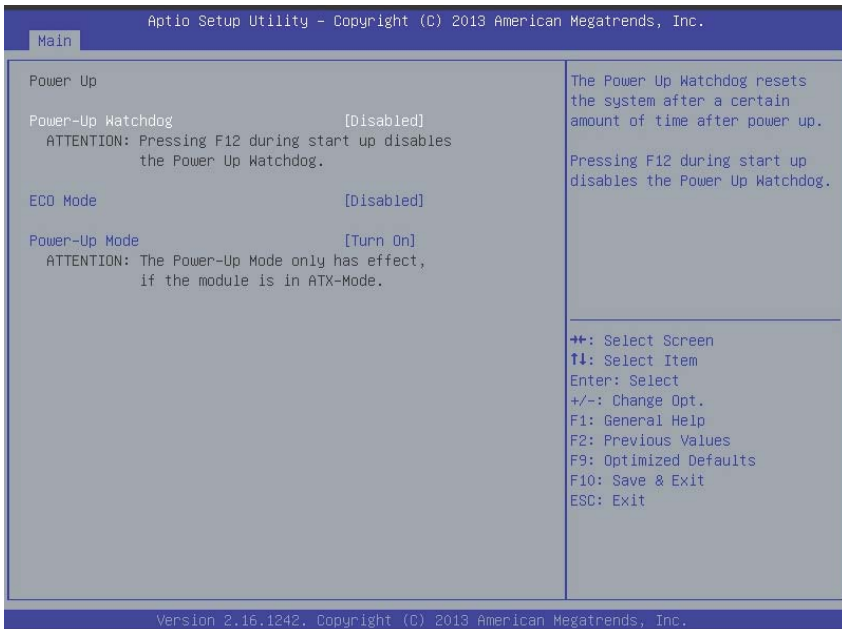 Aptio Setup Utility – Copyright (C) 2013 American Megatrends, Inc.
Main
Power Up
Power-Up Watchdog [Disabled]
ATTENTION: Pressing F12 during start up disables
the Power Up Watchdog.
ECO Mode [Disabled]
Power-Up Mode [Turn On]
ATTENTION: The Power-Up Mode only has effect,
if the module is in ATX-Mode.
The Power Up Watchdog resets
the system after a certain
amount of time after power up.
Pressing F12 during start up
disables the Power Up Watchdog.
→←: Select Screen
↑↓: Select Item
Enter: Select
+/-: Change Opt.
F1: General Help
F2: Previous Values
F9: Optimized Defaults
F10: Save & Exit
ESC: Exit
Version 2.16.1242. Copyright (C) 2013 American Megatrends, Inc.